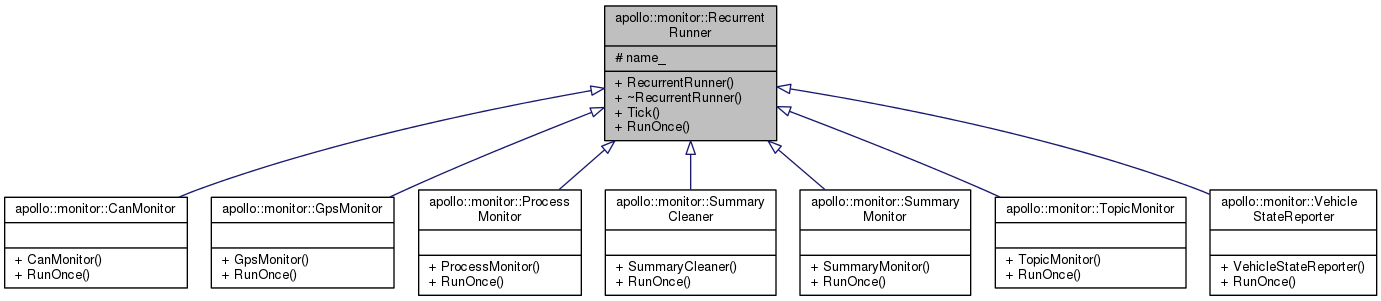 apollo::monitor::Recurrent
Runner
# name_
+ RecurrentRunner()
+ ~RecurrentRunner()
+ Tick()
+ RunOnce()
apollo::monitor::CanMonitor
+ CanMonitor()
+ RunOnce()
apollo::monitor::GpsMonitor
+ GpsMonitor()
+ RunOnce()
apollo::monitor::Process
Monitor
+ ProcessMonitor()
+ RunOnce()
apollo::monitor::Summary
Cleaner
+ SummaryCleaner()
+ RunOnce()
apollo::monitor::Summary
Monitor
+ SummaryMonitor()
+ RunOnce()
apollo::monitor::TopicMonitor
+ TopicMonitor()
+ RunOnce()
apollo::monitor::Vehicle
StateReporter
+ VehicleStateReporter()
+ RunOnce()